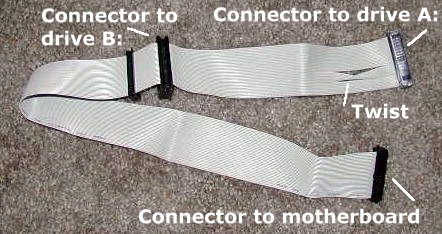 Connector to
drive B:
Connector to drive A:
Twist
Connector to motherboard